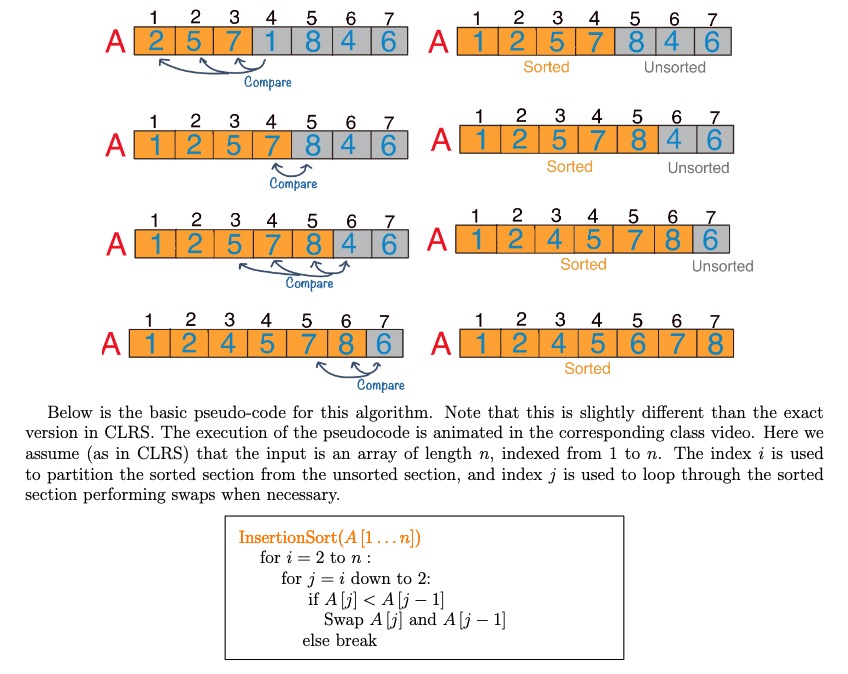 1 2 3 4 5 6 7
A 2 5 7 1 8 4 6
Compare
1 2 3 4 5 6 7
A 1 2 5 7 8 4 6
Sorted Unsorted
1 2 3 4 5 6 7
A 1 2 5 7 8 4 6
Compare
1 2 3 4 5 6 7
A 1 2 5 7 8 4 6
Sorted Unsorted
1 2 3 4 5 6 7
A 1 2 5 7 8 4 6
Compare
1 2 3 4 5 6 7
A 1 2 4 5 7 8 6
Sorted Unsorted
1 2 3 4 5 6 7
A 1 2 4 5 7 8 6
Compare
1 2 3 4 5 6 7
A 1 2 4 5 6 7 8
Sorted
Below is the basic pseudo-code for this algorithm. Note that this is slightly different than the exact
version in CLRS. The execution of the pseudocode is animated in the corresponding class video. Here we
assume (as in CLRS) that the input is an array of length n, indexed from 1 to n. The index i is used
to partition the sorted section from the unsorted section, and index j is used to loop through the sorted
section performing swaps when necessary.
InsertionSort(A[1...n])
for i = 2 to n :
for j = i down to 2:
if A[j] < A[j − 1]
Swap A[j] and A[j − 1]
else break